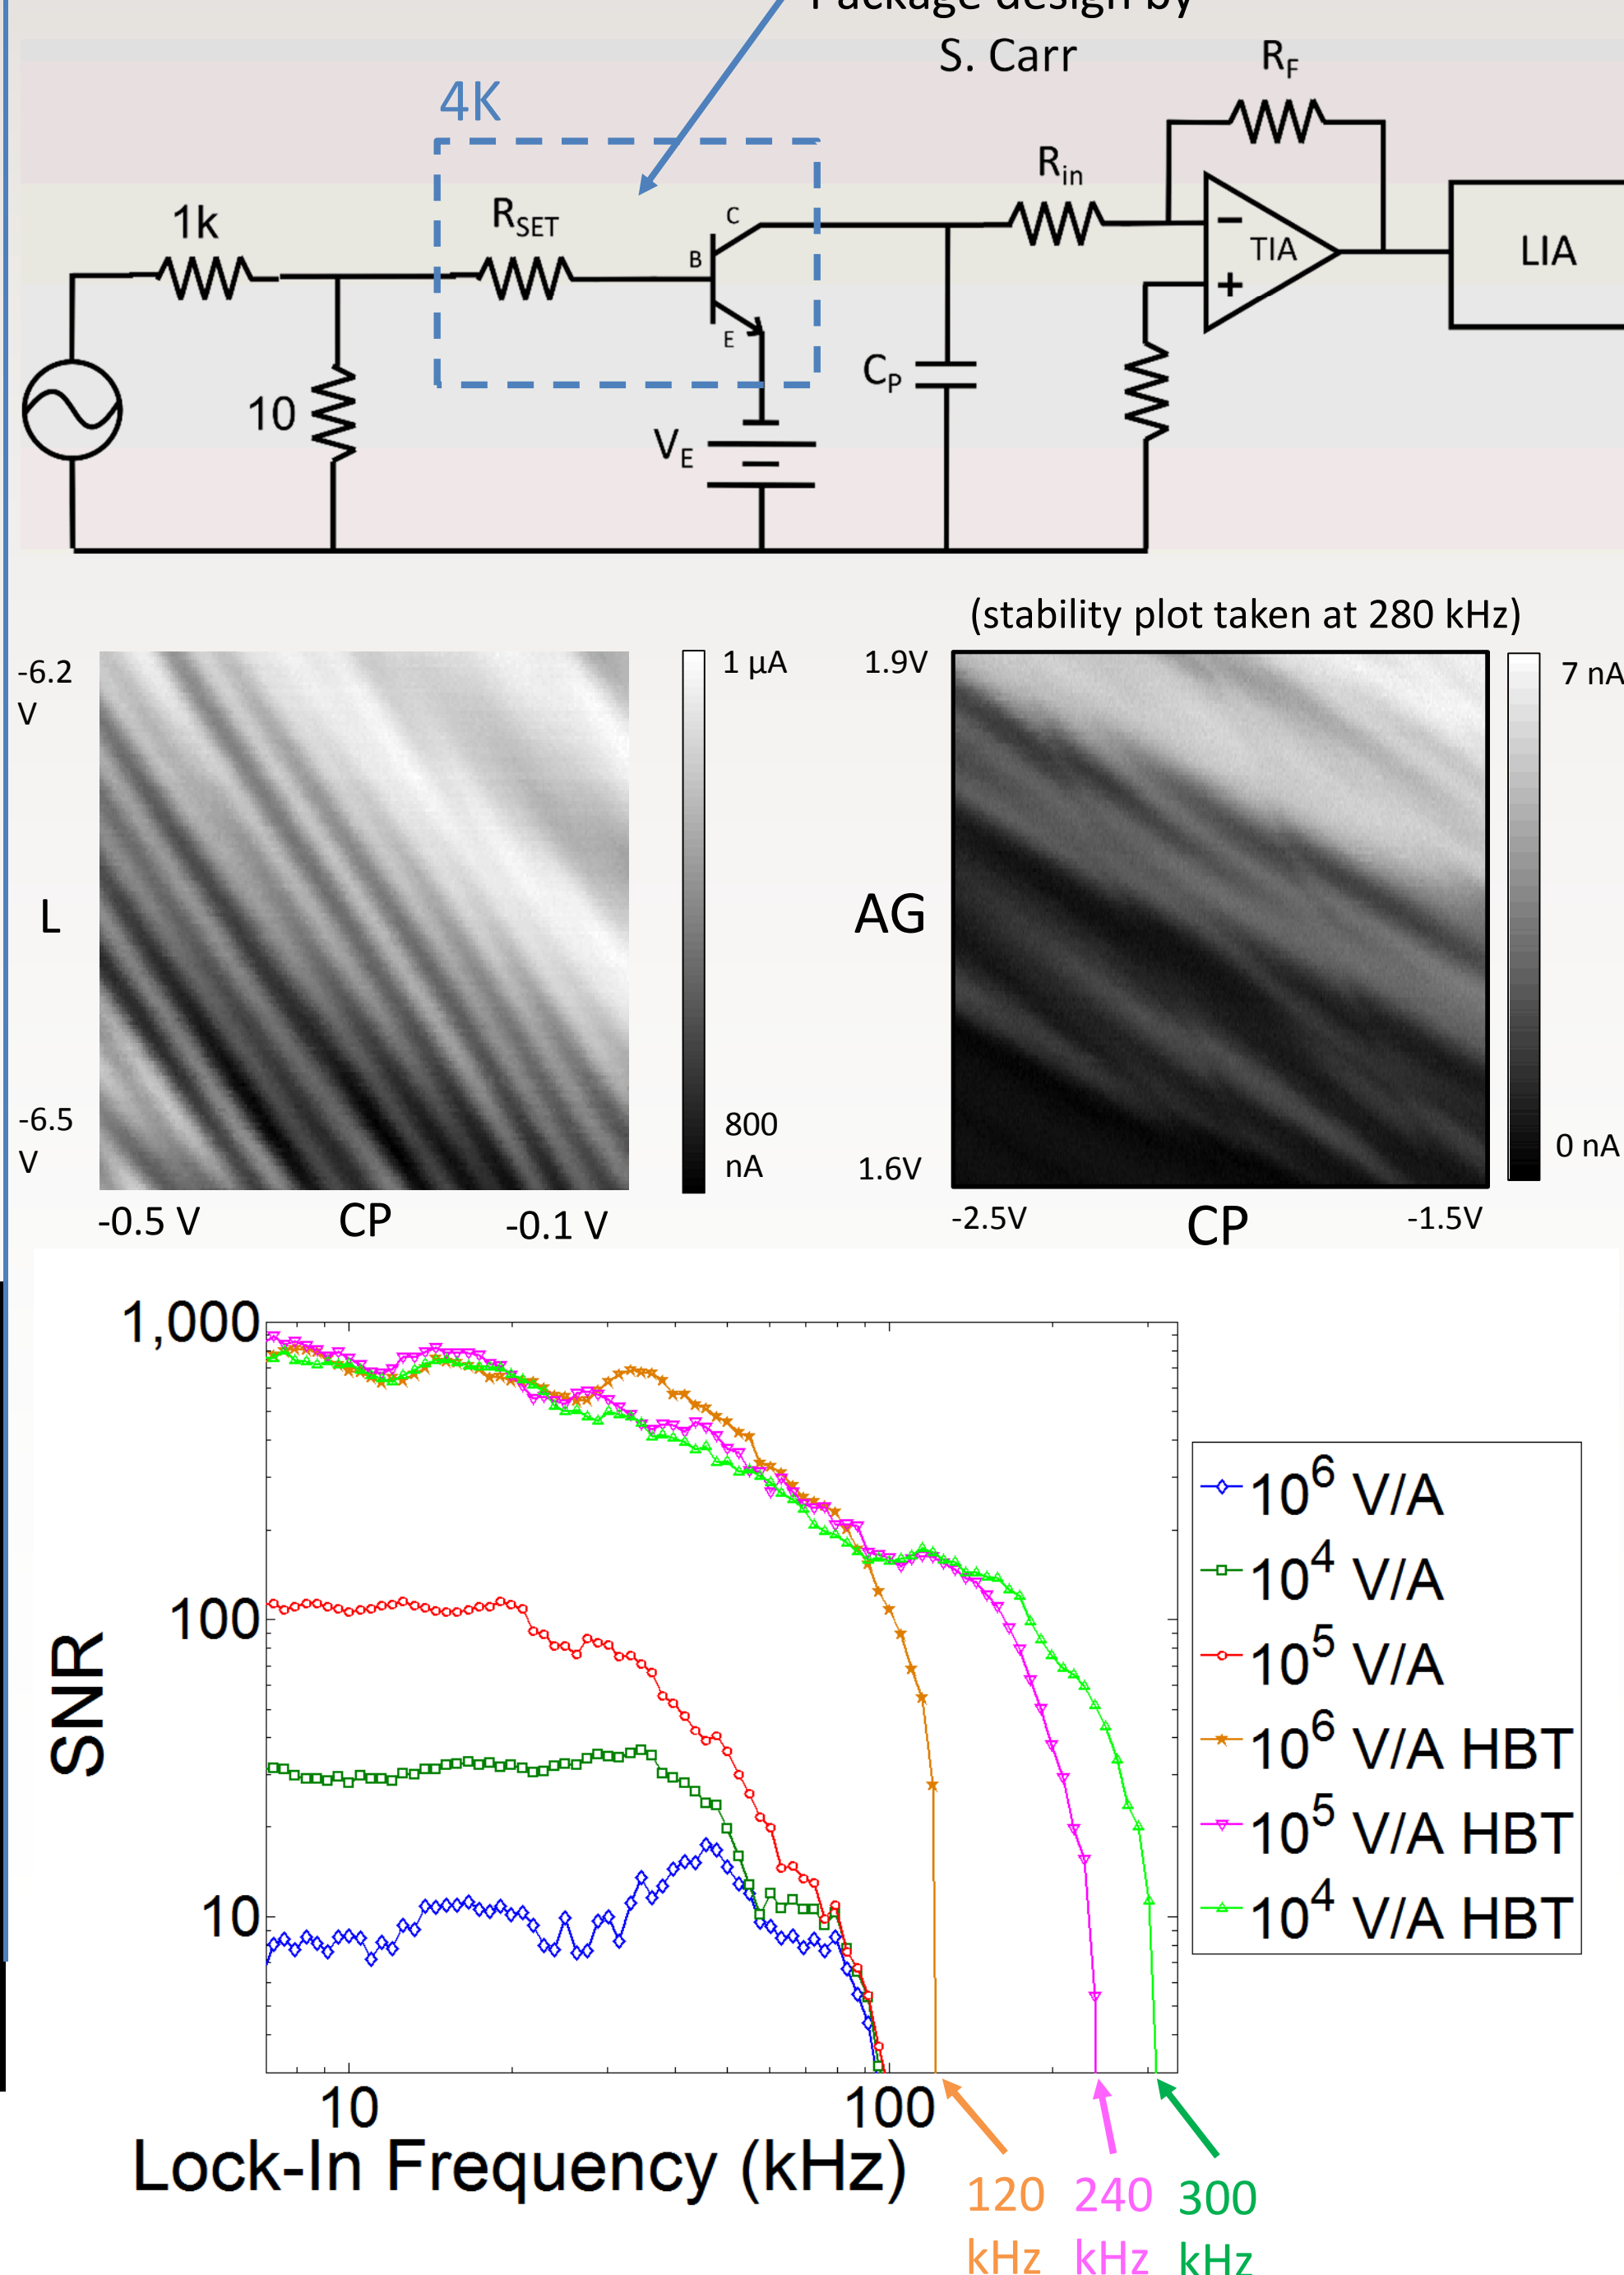 Package design by
S. Carr
4K
1k
R_SET
B
C
E
10
V_E
C_P
R_in
R_F
TIA
−
+
LIA
(stability plot taken at 280 kHz)
-6.2
V
L
-6.5
V
-0.5 V
CP
-0.1 V
1 µA
800
nA
1.9V
AG
1.6V
-2.5V
CP
-1.5V
7 nA
0 nA
1,000
100
10
SNR
10
100
Lock-In Frequency (kHz)
10^6 V/A
10^4 V/A
10^5 V/A
10^6 V/A HBT
10^5 V/A HBT
10^4 V/A HBT
120
kHz
240
kHz
300
kHz